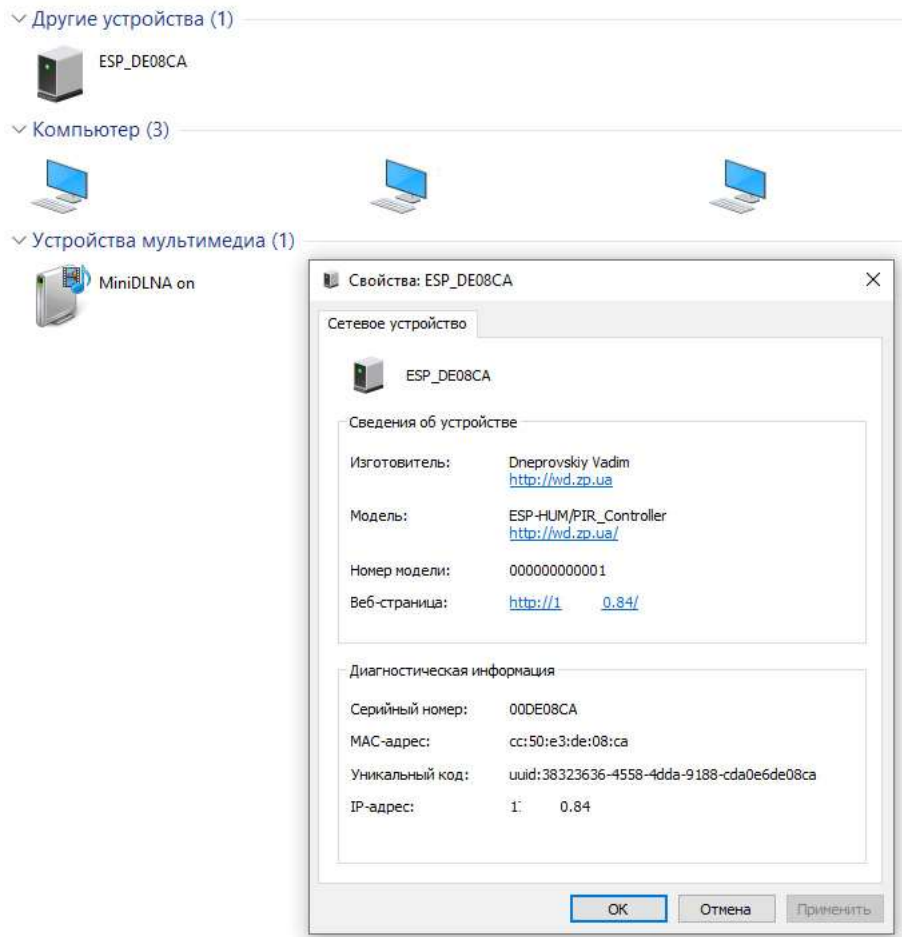 Другие устройства (1)
ESP_DE08CA
Компьютер (3)
Устройства мультимедиа (1)
MiniDLNA on
Свойства: ESP_DE08CA
Сетевое устройство
ESP_DE08CA
Сведения об устройстве
Изготовитель: Dneprovskiy Vadim
http://wd.zp.ua
Модель: ESP-HUM/PIR_Controller
http://wd.zp.ua/
Номер модели: 000000000001
Веб-страница: http://1 0.84/
Диагностическая информация
Серийный номер: 00DE08CA
MAC-адрес: cc:50:e3:de:08:ca
Уникальный код: uuid:38323636-4558-4dda-9188-cda0e6de08ca
IP-адрес: 1 0.84
OK Отмена Применить